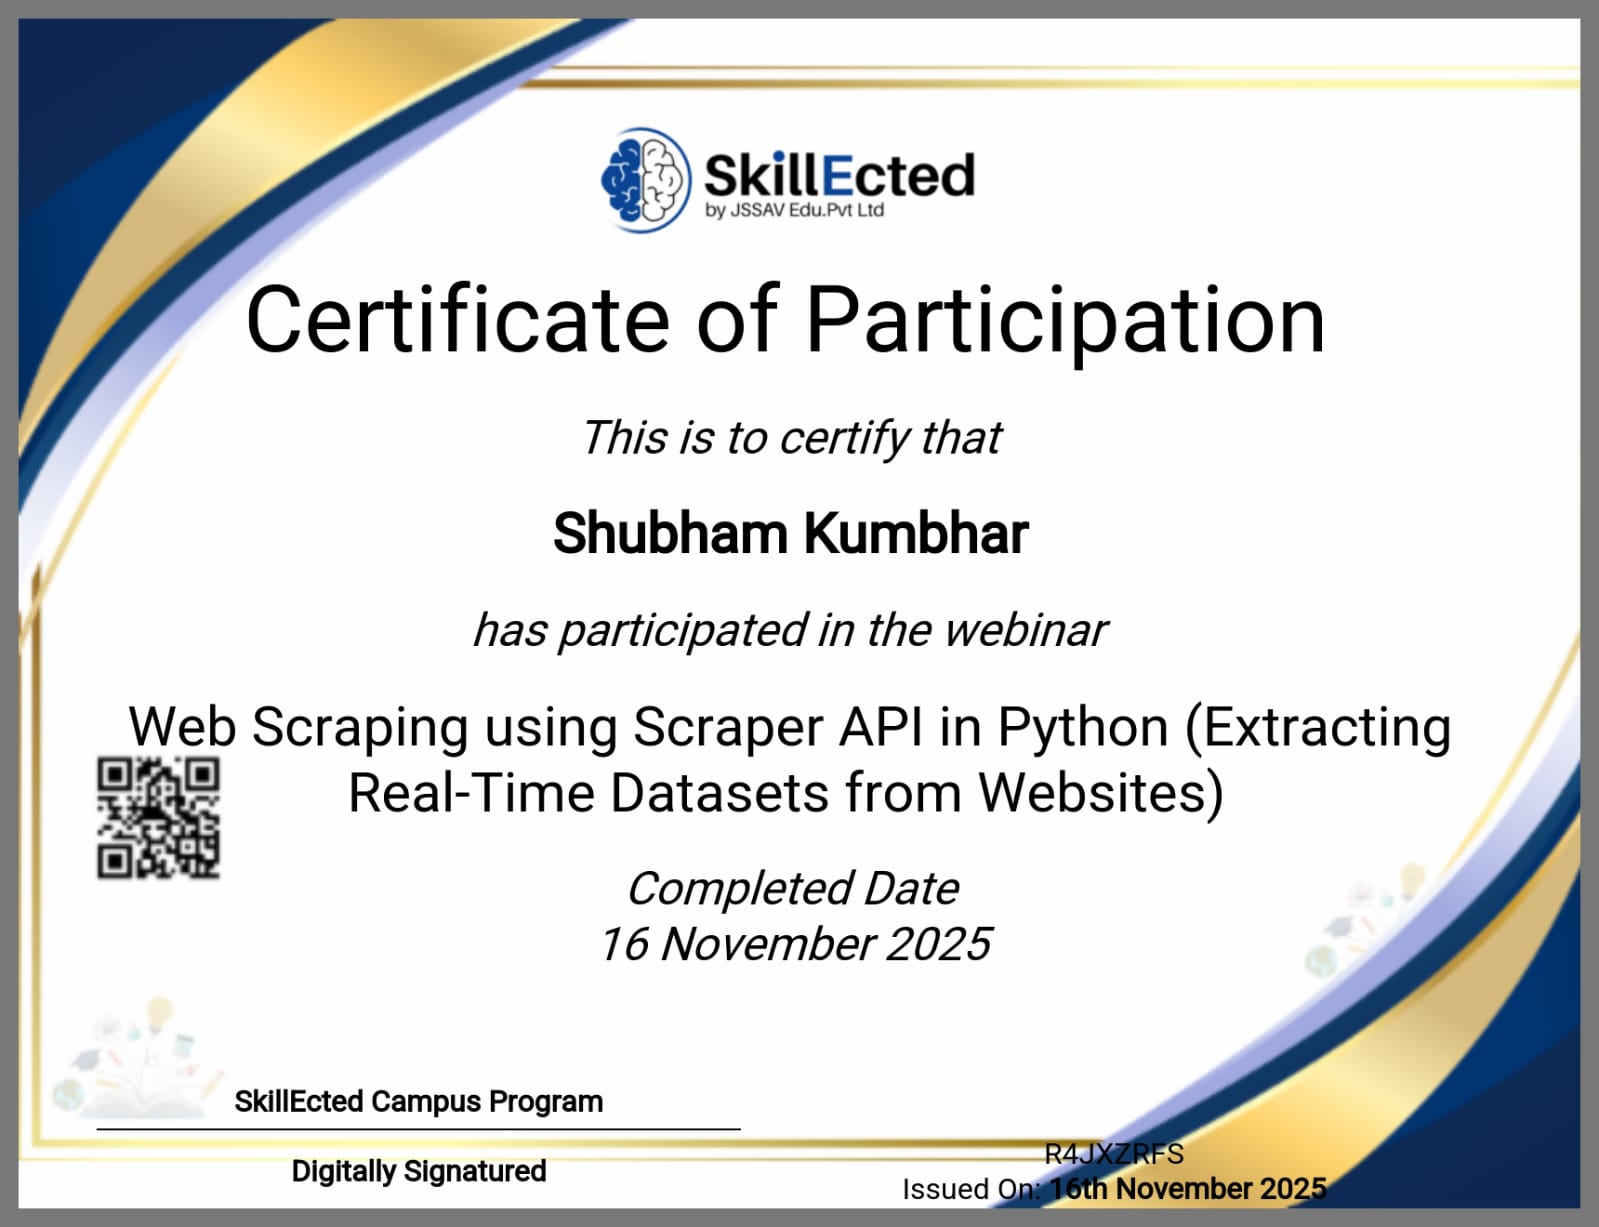 SkillEcted
by JSSAV Edu.Pvt Ltd
Certificate of Participation
This is to certify that
Shubham Kumbhar
has participated in the webinar
Web Scraping using Scraper API in Python (Extracting
Real-Time Datasets from Websites)
Completed Date
16 November 2025
SkillEcted Campus Program
Digitally Signatured
R4JXZRFS
Issued On: 16th November 2025